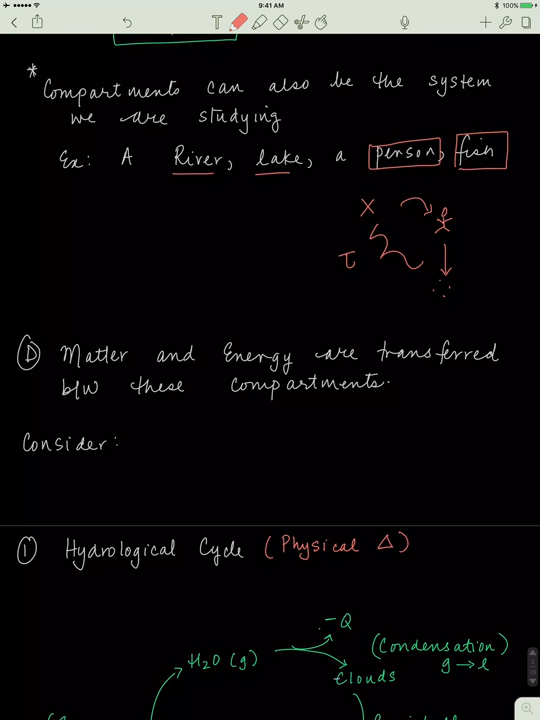 9:41 AM
100%
T
* Compartments can also be the system
we are studying
Ex: A River, lake, a person, fish
X
τ
① Matter and Energy are transferred
b/w these compartments.
Consider:
① Hydrological Cycle (Physical Δ)
- Q
H2O (g)
(Condensation)
g → l
Clouds